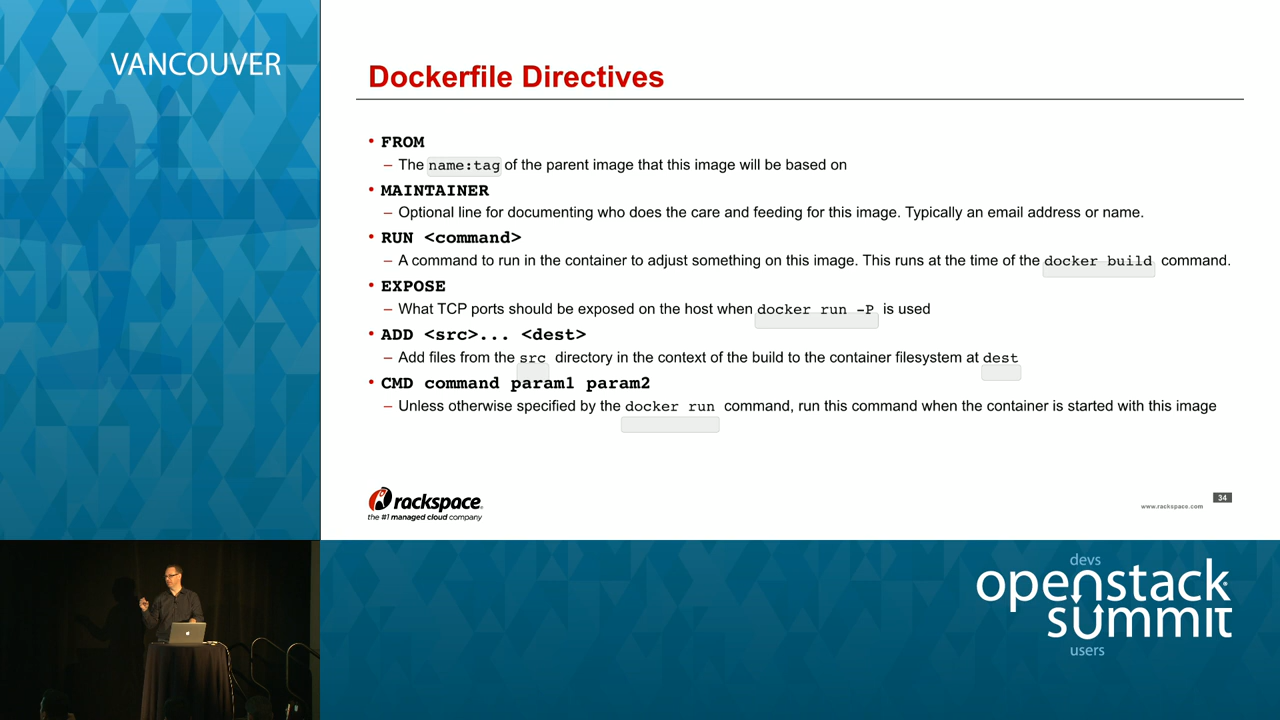 VANCOUVER
Dockerfile Directives
• FROM
– The name:tag of the parent image that this image will be based on
• MAINTAINER
– Optional line for documenting who does the care and feeding for this image. Typically an email address or name.
• RUN <command>
– A command to run in the container to adjust something on this image. This runs at the time of the docker build command.
• EXPOSE
– What TCP ports should be exposed on the host when docker run -P is used
• ADD <src>... <dest>
– Add files from the src directory in the context of the build to the container filesystem at dest
• CMD command param1 param2
– Unless otherwise specified by the docker run command, run this command when the container is started with this image
rackspace
the #1 managed cloud company
34
www.rackspace.com
devs
openstack
summit
users